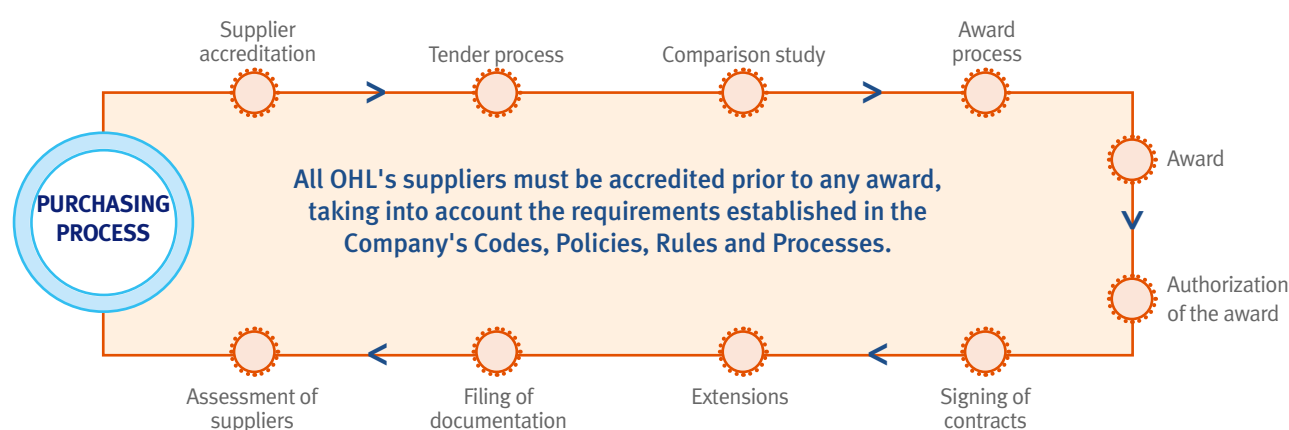 Supplier
accreditation
Tender process
Comparison study
Award
process
Award
Authorization
of the award
PURCHASING
PROCESS
All OHL's suppliers must be accredited prior to any award,
taking into account the requirements established in the
Company's Codes, Policies, Rules and Processes.
Signing of
contracts
Extensions
Filing of
documentation
Assessment of
suppliers